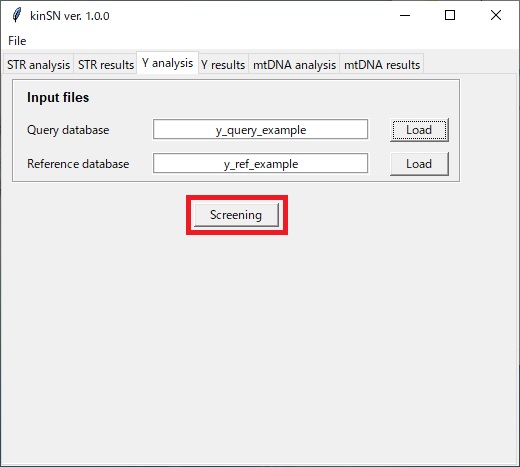 kinSN ver. 1.0.0
File
STR analysis STR results Y analysis Y results mtDNA analysis mtDNA results
Input files
Query database y_query_example Load
Reference database y_ref_example Load
Screening